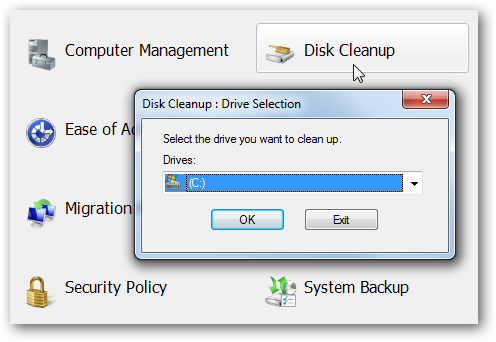 Computer Management
Disk Cleanup
Disk Cleanup : Drive Selection
Ease of
Select the drive you want to clean up.
Drives:
(C:)
Migration
OK
Exit
Security Policy
System Backup